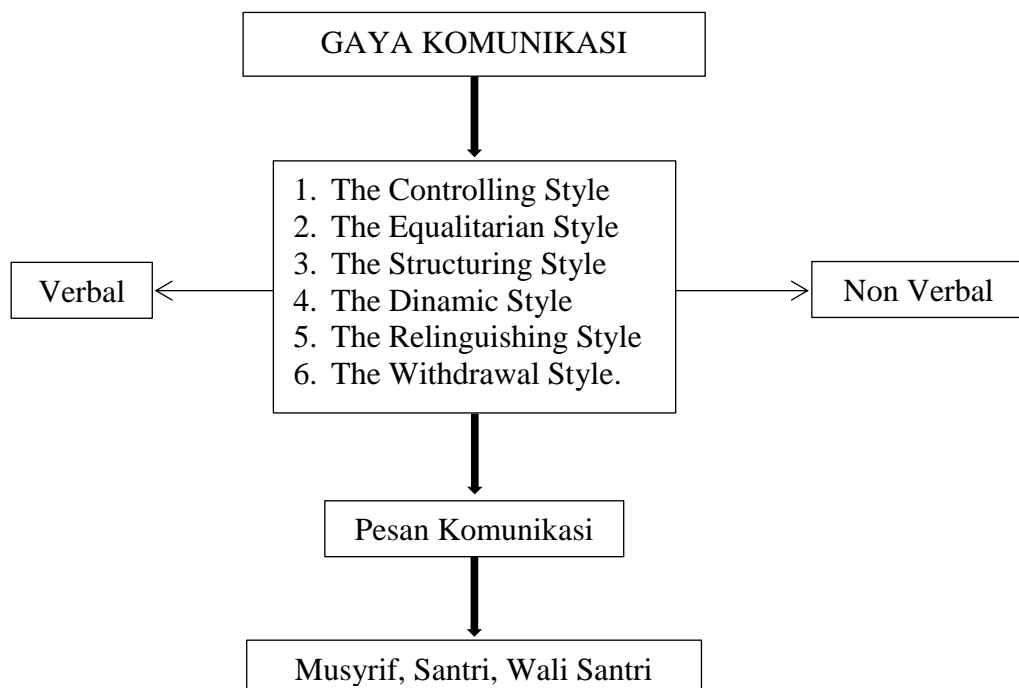 GAYA KOMUNIKASI
1. The Controlling Style
2. The Equalitarian Style
3. The Structuring Style
4. The Dinamic Style
5. The Relinguishing Style
6. The Withdrawal Style.
Verbal
Non Verbal
Pesan Komunikasi
Musyrif, Santri, Wali Santri